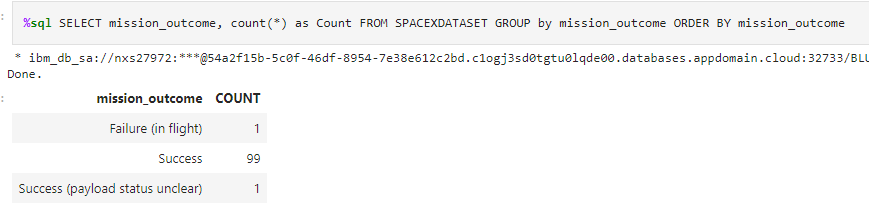 %sql SELECT mission_outcome, count(*) as Count FROM SPACEXDATASET GROUP by mission_outcome ORDER BY mission_outcome
* ibm_db_sa://nxs27972:***@54a2f15b-5c0f-46df-8954-7e38e612c2bd.c1ogj3sd0tgtu0lqde00.databases.appdomain.cloud:32733/BLU
Done.
mission_outcome COUNT
Failure (in flight) 1
Success 99
Success (payload status unclear) 1